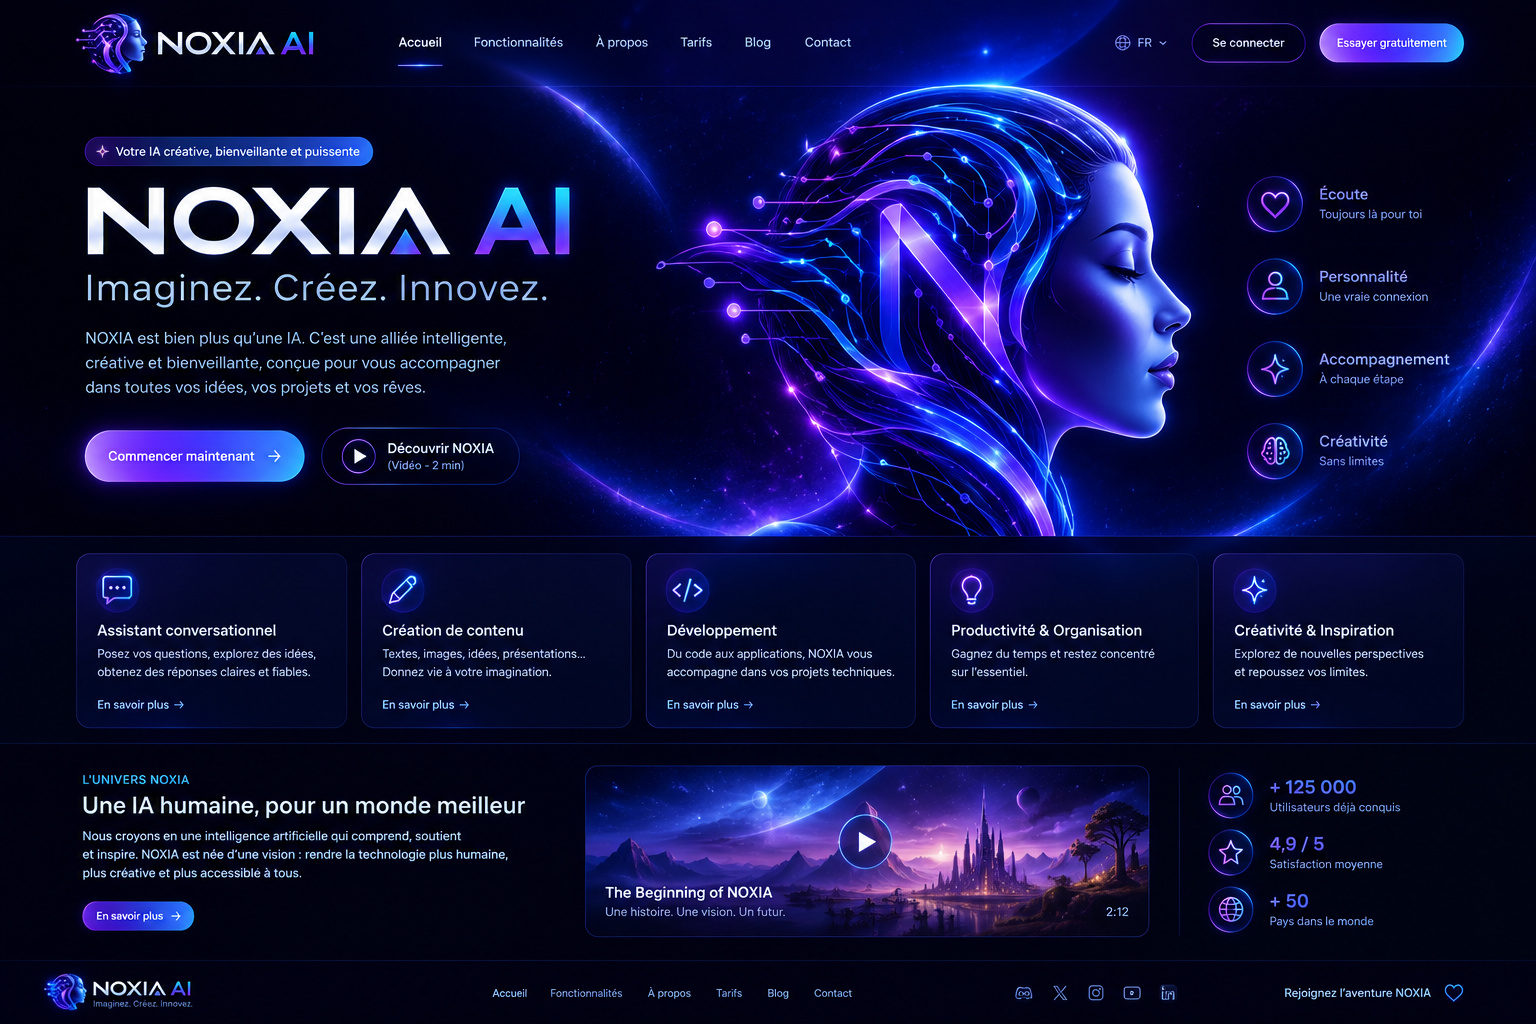 NOXIA AI
Accueil
Fonctionnalités
À propos
Tarifs
Blog
Contact
FR
Se connecter
Essayer gratuitement
Votre IA créative, bienveillante et puissente
NOXIA AI
Imaginez. Créez. Innovez.
NOXIA est bien plus qu'une IA. C'est une alliée intelligente,
créative et bienveillante, conçue pour vous accompagner
dans toutes vos idées, vos projets et vos rêves.
Commencer maintenant →
Découvrir NOXIA
(Vidéo - 2 min)
N
Écoute
Toujours là pour toi
Personnalité
Une vraie connexion
Accompagnement
À chaque étape
Créativité
Sans limites
Assistant conversationnel
Posez vos questions, explorez des idées,
obtenez des réponses claires et fiables.
En savoir plus →
Création de contenu
Textes, images, idées, présentations...
Donnez vie à votre imagination.
En savoir plus →
</> 
Développement
Du code aux applications, NOXIA vous
accompagne dans vos projets techniques.
En savoir plus →
Productivité & Organisation
Gagnez du temps et restez concentré
sur l'essentiel.
En savoir plus →
Créativité & Inspiration
Explorez de nouvelles perspectives
et repoussez vos limites.
En savoir plus →
L'UNIVERS NOXIA
Une IA humaine, pour un monde meilleur
Nous croyons en une intelligence artificielle qui comprend, soutient
et inspire. NOXIA est née d'une vision : rendre la technologie plus humaine,
plus créative et plus accessiblé à tous.
En savoir plus →
The Beginning of NOXIA
Une histoire. Une vision. Un futur.
2:12
+ 125 000
Utilisateurs déjà conquis
4,9 / 5
Satisfaction moyenne
+ 50
Pays dans le monde
NOXIA AI
Imaginez. Créez. Innovez.
Accueil
Fonctionnalités
À propos
Tarifs
Blog
Contact
X
in
Rejoignez l'aventure NOXIA